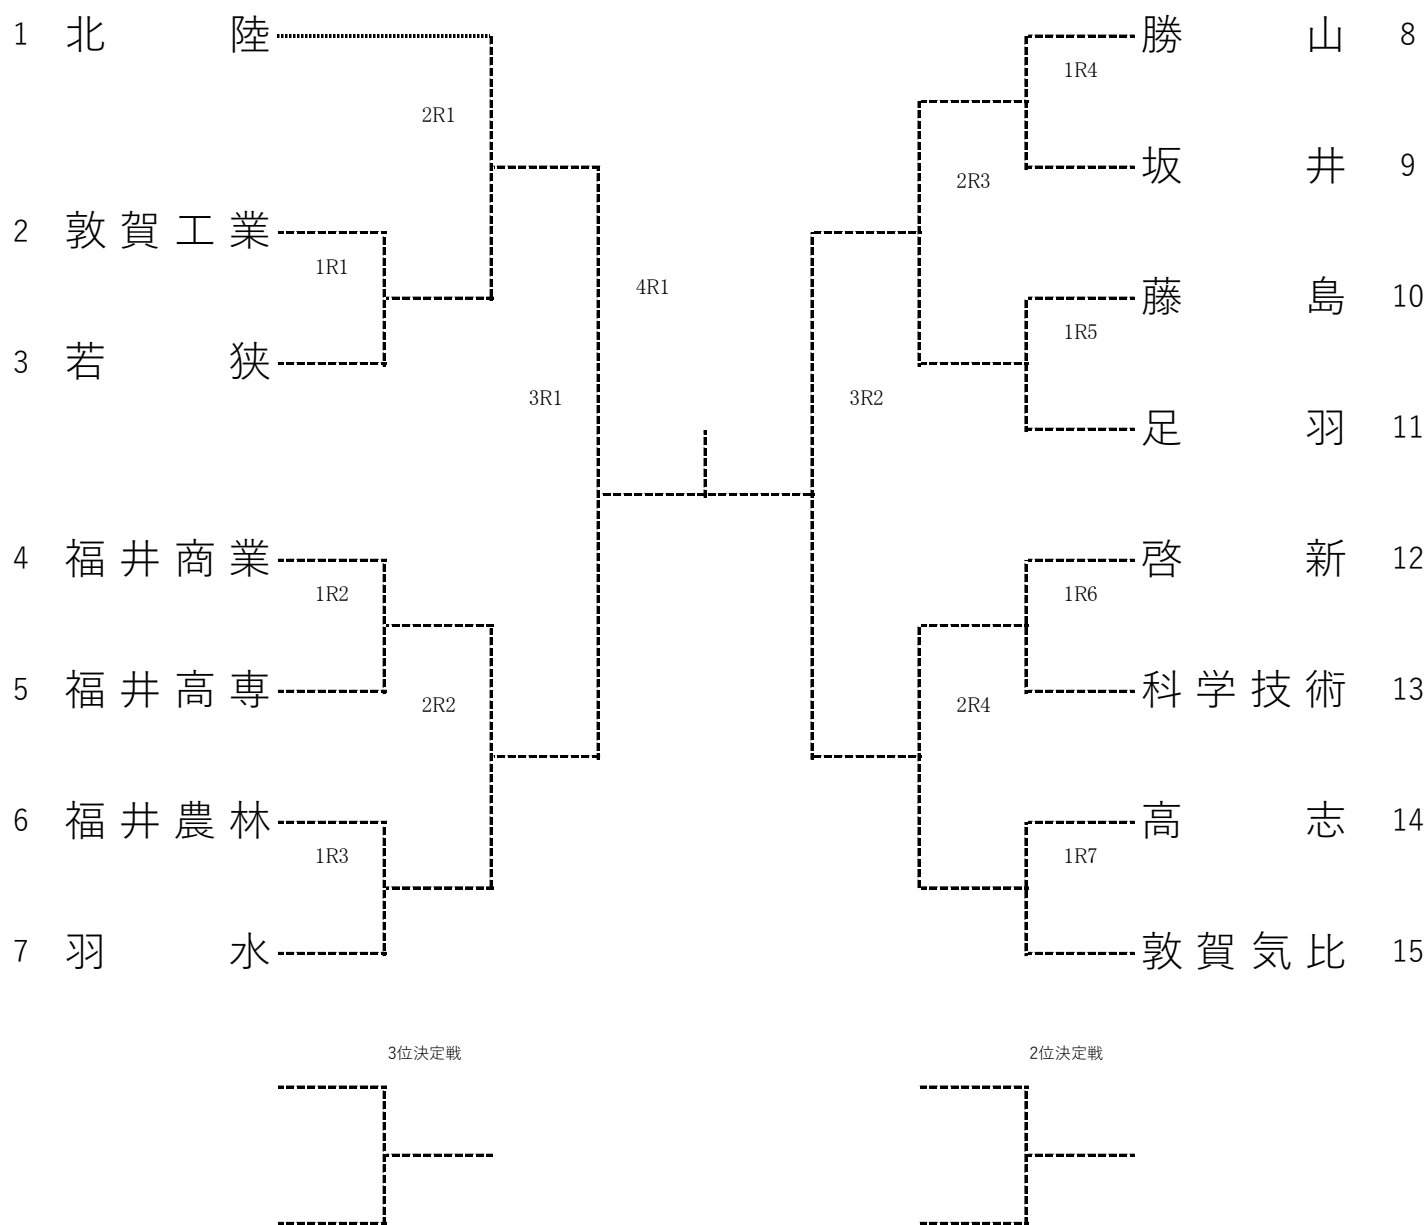 1 北陸
2R1
2 敦賀工業
1R1
3 若狭
3R1
4 福井商業
1R2
5 福井高専
2R2
6 福井農林
1R3
7 羽水
4R1
勝山 8
1R4
坂井 9
2R3
藤島 10
1R5
足羽 11
3R2
啓新 12
1R6
科学技術 13
2R4
高志 14
1R7
敦賀気比 15
3位決定戦
2位決定戦